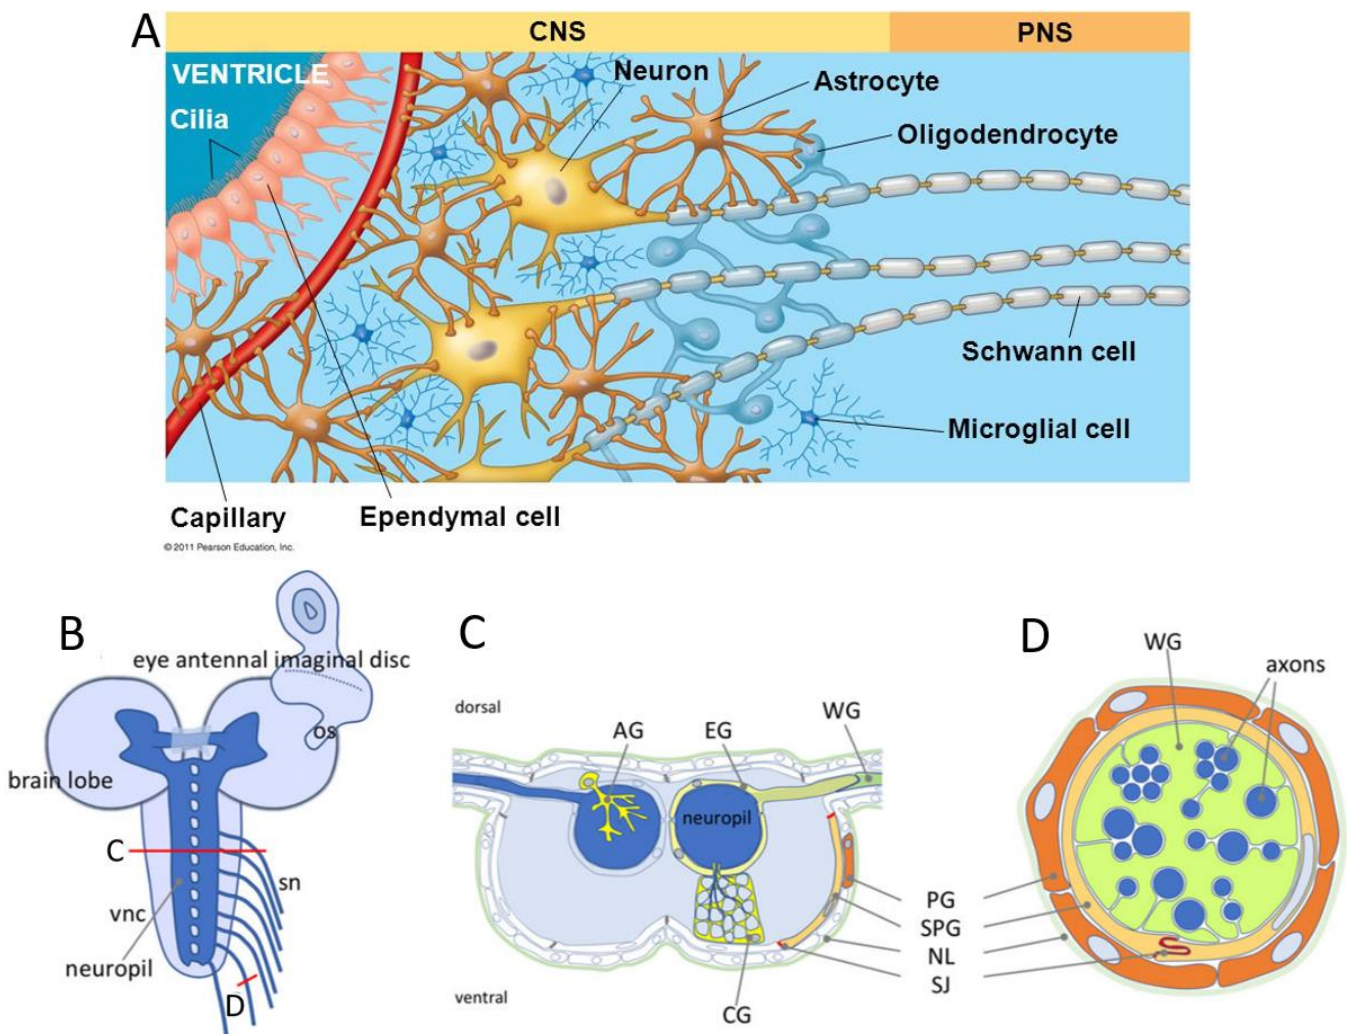 A
CNS
PNS
VENTRICLE
Cilia
Neuron
Astrocyte
Oligodendrocyte
Schwann cell
Microglial cell
Capillary
Ependymal cell
© 2011 Pearson Education, Inc.
B
eye antennal imaginal disc
os
brain lobe
C
sn
vnc
neuropil
D
C
dorsal
AG
EG
WG
neuropil
PG
SPG
NL
SJ
ventral
CG
D
WG
axons